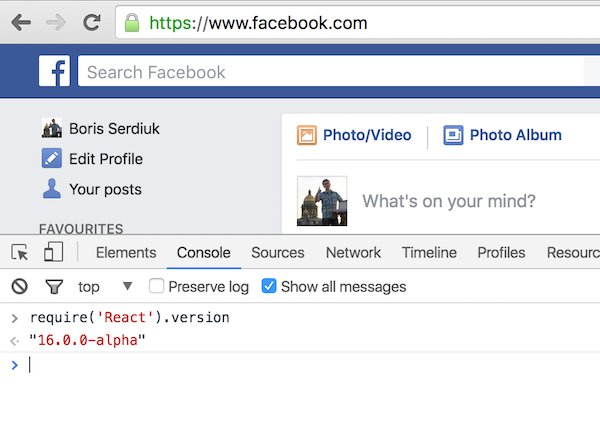 https://www.facebook.com
f Search Facebook
Boris Serdiuk
Edit Profile
Your posts
FAVOURITES
Photo/Video Photo Album
What's on your mind?
Elements Console Sources Network Timeline Profiles Resourc
top Preserve log Show all messages
> require('React').version
"16.0.0-alpha"
>